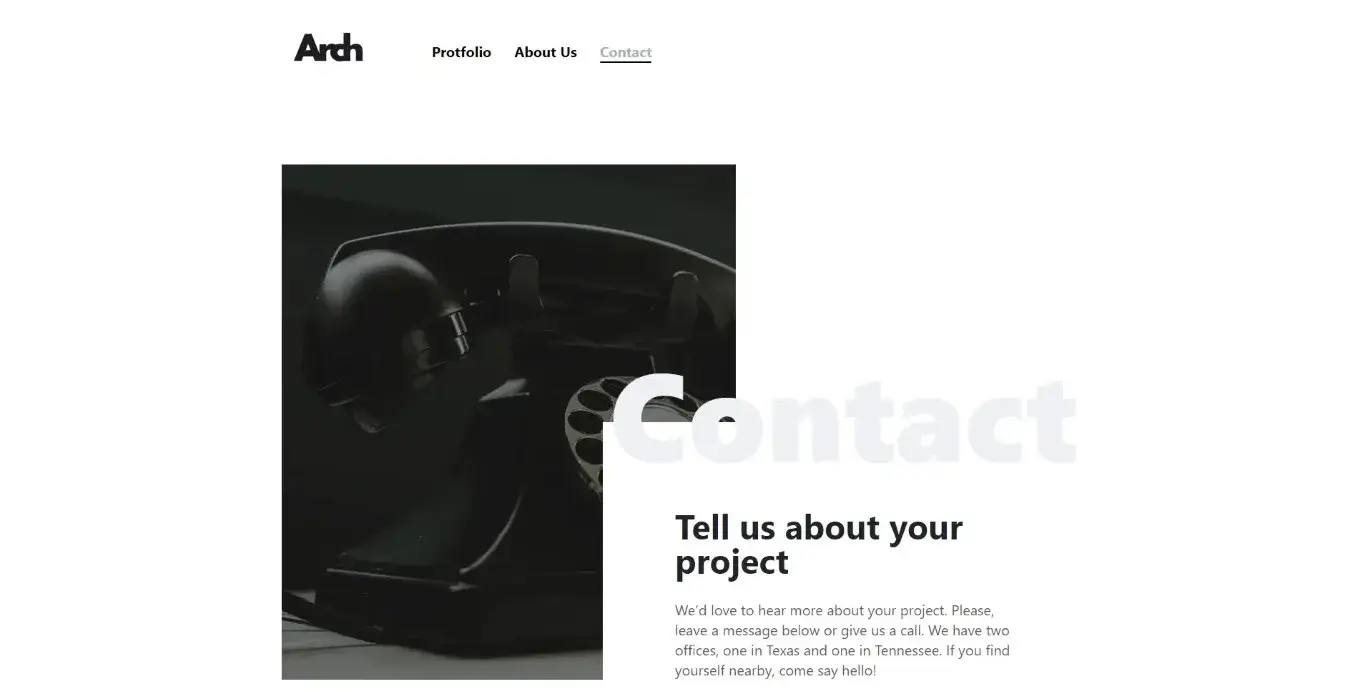 Arch
Protfolio About Us Contact
Contact
Tell us about your
project
We’d love to hear more about your project. Please,
leave a message below or give us a call. We have two
offices, one in Texas and one in Tennessee. If you find
yourself nearby, come say hello!